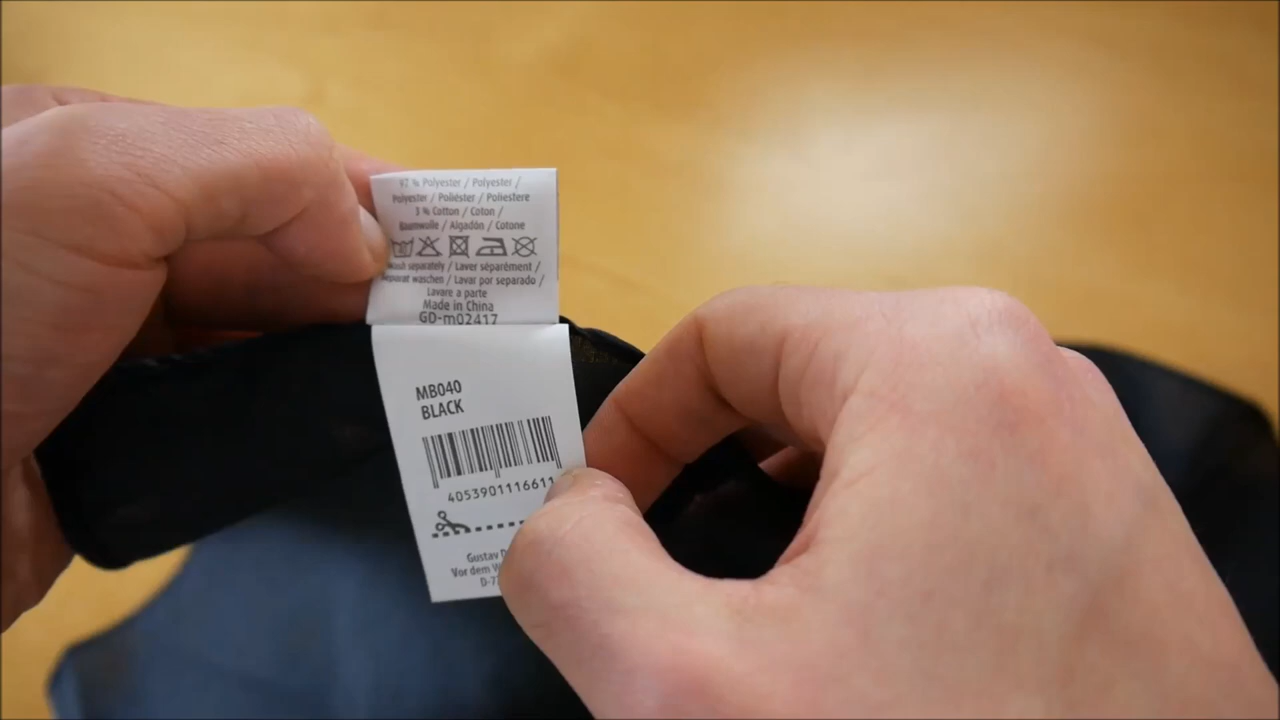 97 % Polyester / Polyester /
Polyester / Poliéster / Poliestere
3 % Cotton / Coton /
Baumwolle / Algodón / Cotone
Wash separately / Laver séparément /
Separat waschen / Lavar por separado /
Lavare a parte
Made in China
GD-m02417
MB040
BLACK
4053901116611
Gustav
Vor dem